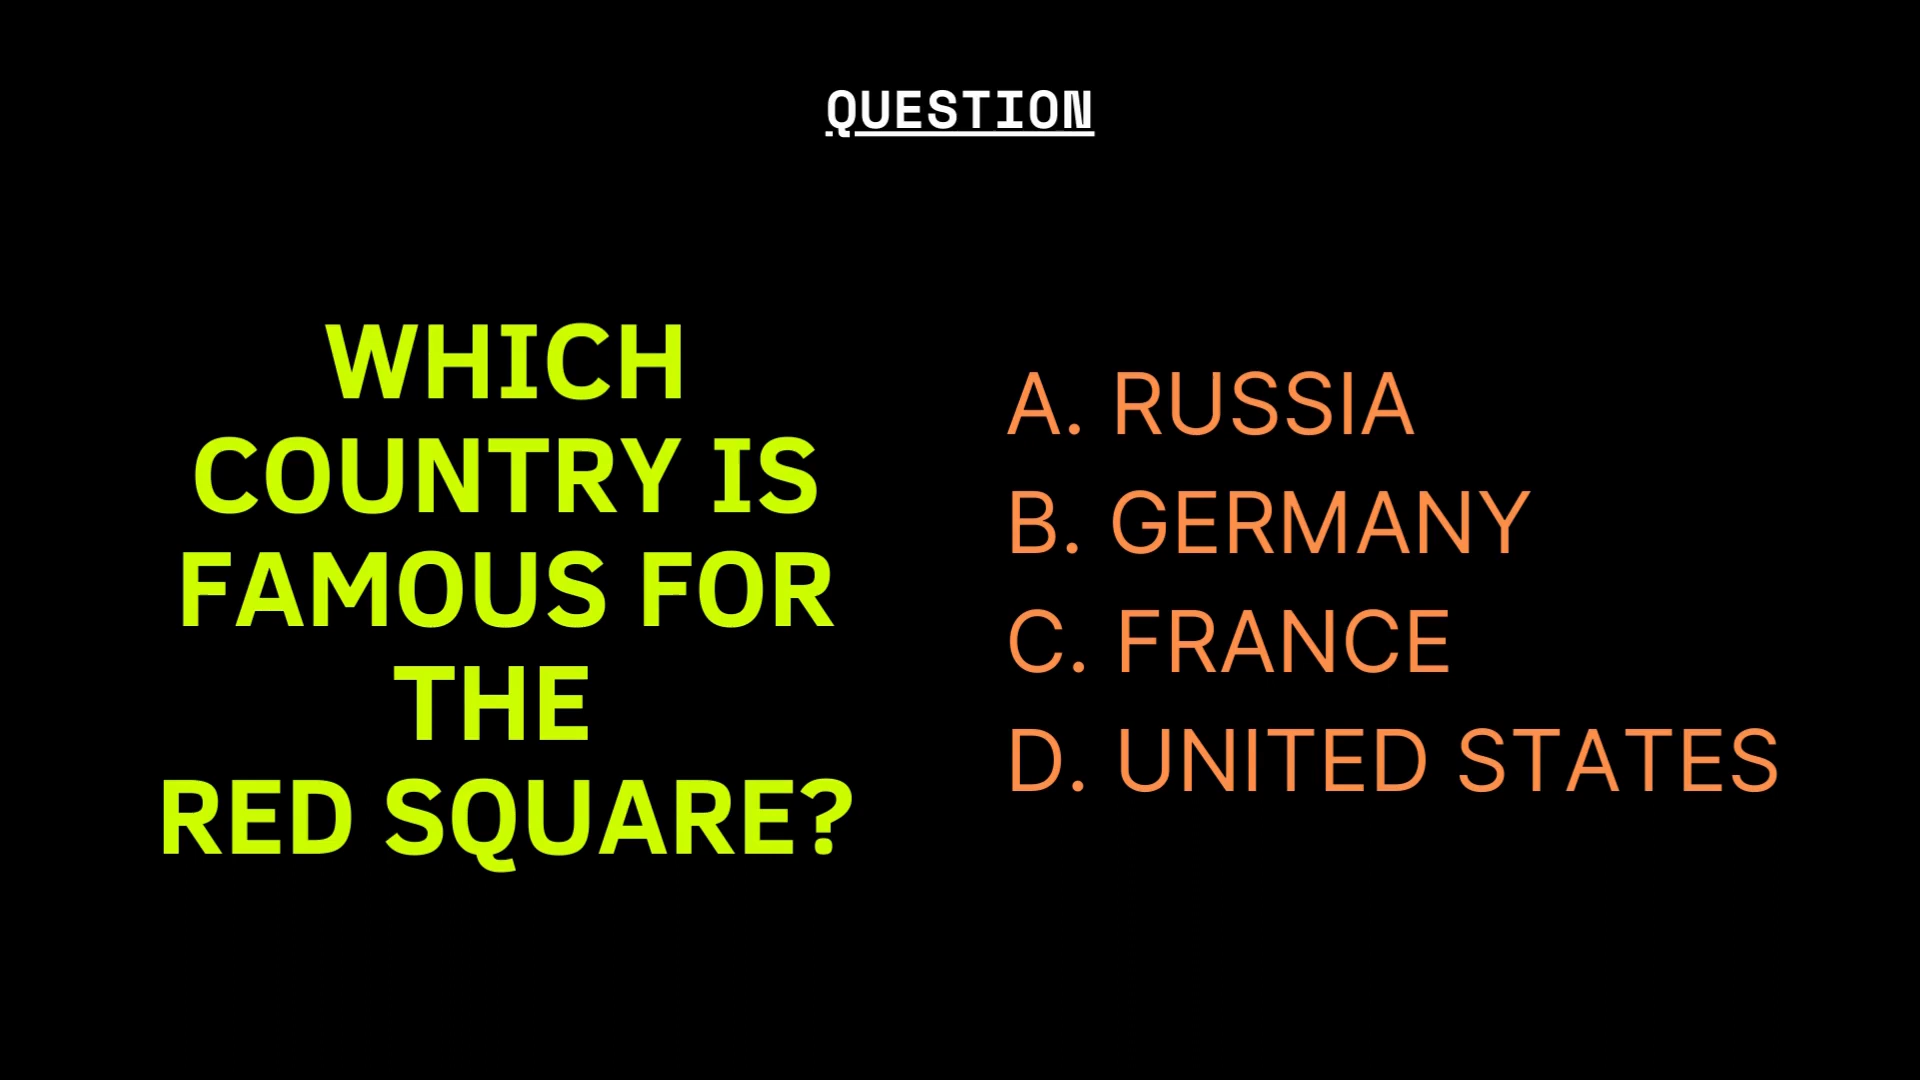 QUESTION
WHICH
COUNTRY IS
FAMOUS FOR
THE
RED SQUARE?
A. RUSSIA
B. GERMANY
C. FRANCE
D. UNITED STATES